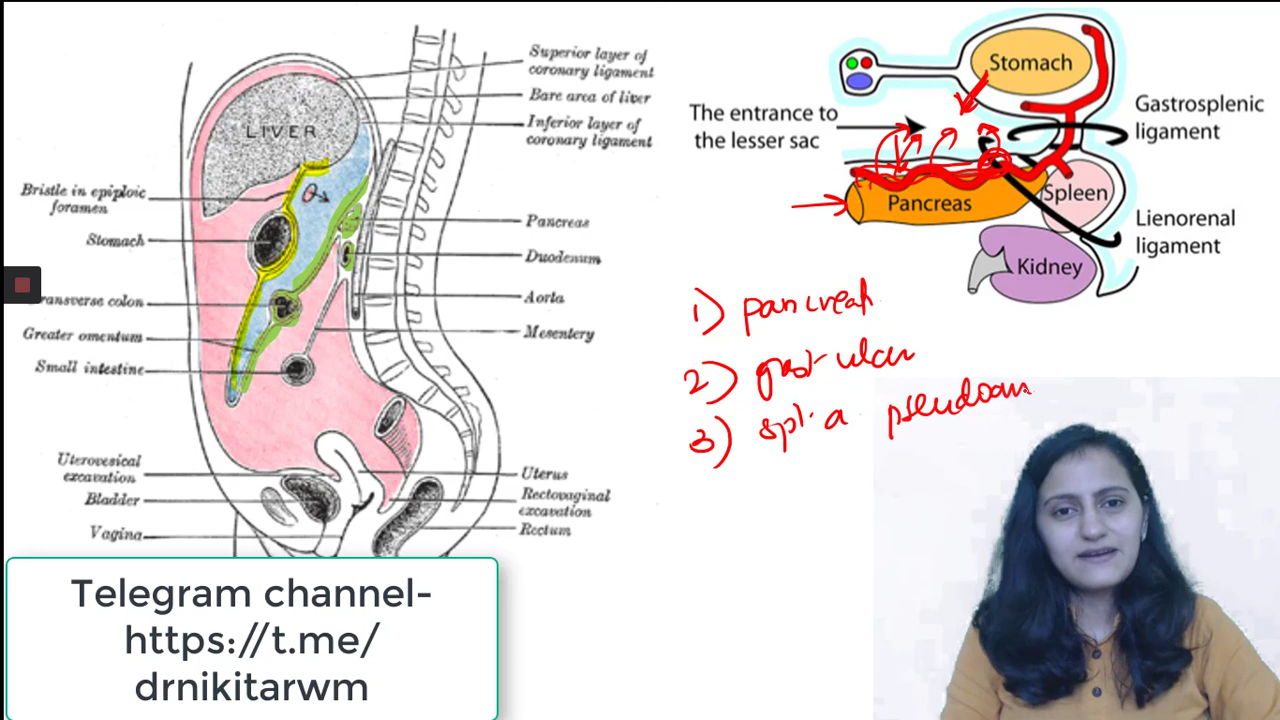 Superior layer of
coronary ligament
Bare area of liver
Inferior layer of
coronary ligament
LIVER
Bristle in epiploic
foramen
Stomach
Pancreas
Duodenum
Aorta
Transverse colon
Greater omentum
Mesentery
Small intestine
Uterovesical
excavation
Bladder
Vagina
Uterus
Rectovaginal
excavation
Rectum
Stomach
The entrance to
the lesser sac
Gastrosplenic
ligament
Pancreas
Spleen
Lienorenal
ligament
Kidney
1) pancreat
2) gast ulcer
3) spl. a pseudoan
Telegram channel-
https://t.me/
drnikitarwm